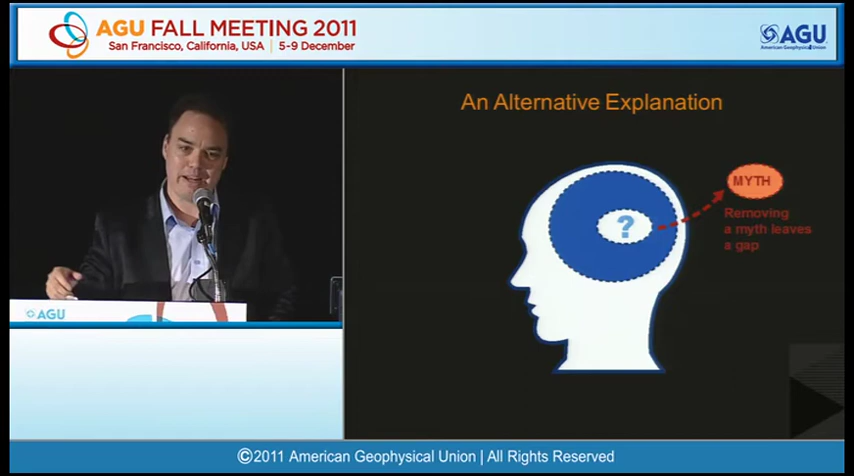 AGU FALL MEETING 2011
San Francisco, California, USA | 5-9 December
AGU
American Geophysical Union
An Alternative Explanation
MYTH
?
Removing
a myth leaves
a gap
AGU
©2011 American Geophysical Union | All Rights Reserved